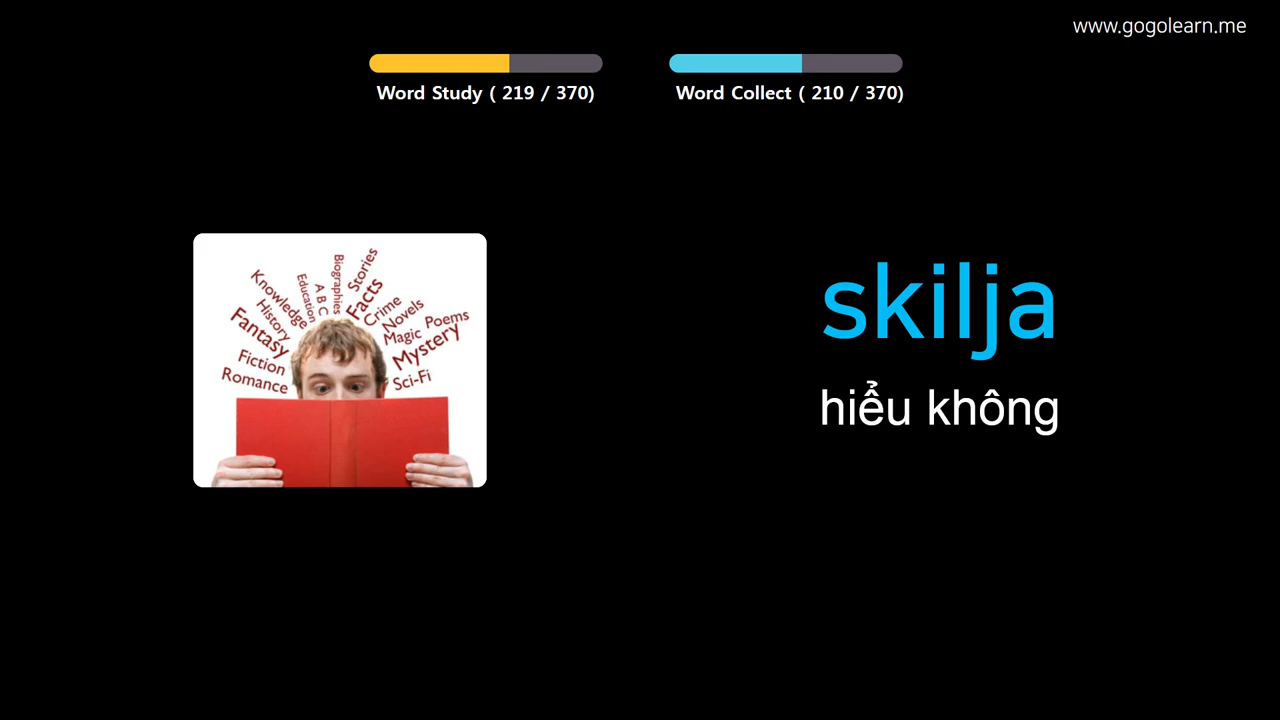 www.gogolearn.me
Word Study ( 219 / 370)
Word Collect ( 210 / 370)
Stories
Biographies
Facts
A B C
Education
Knowledge
Crime
History
Novels
Fantasy
Poems
Magic
Mystery
Fiction
Romance
Sci-Fi
skilja
hiểu không